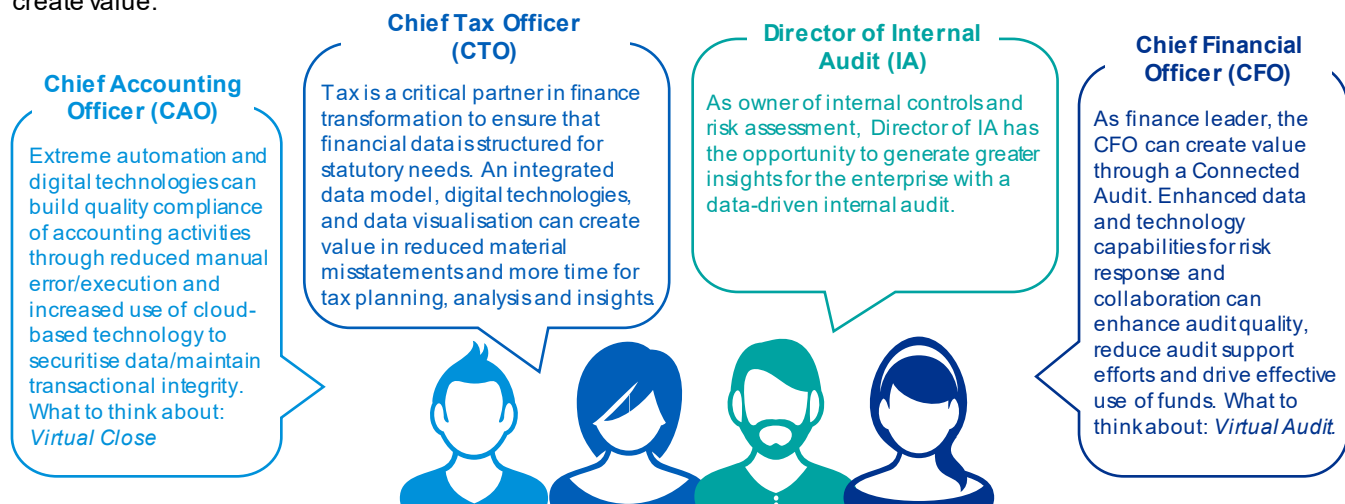 create value.
Chief Accounting
Officer (CAO)
Extreme automation and
digital technologies can
build quality compliance
of accounting activities
through reduced manual
error/execution and
increased use of cloud-
based technology to
securitise data/maintain
transactional integrity.
What to think about:
Virtual Close
Chief Tax Officer
(CTO)
Tax is a critical partner in finance
transformation to ensure that
financial data is structured for
statutory needs. An integrated
data model, digital technologies,
and data visualisation can create
value in reduced material
misstatements and more time for
tax planning, analysis and insights.
Director of Internal
Audit (IA)
As owner of internal controls and
risk assessment, Director of IA has
the opportunity to generate greater
insights for the enterprise with a
data-driven internal audit.
Chief Financial
Officer (CFO)
As finance leader, the
CFO can create value
through a Connected
Audit. Enhanced data
and technology
capabilities for risk
response and
collaboration can
enhance audit quality,
reduce audit support
efforts and drive effective
use of funds. What to
think about: Virtual Audit.